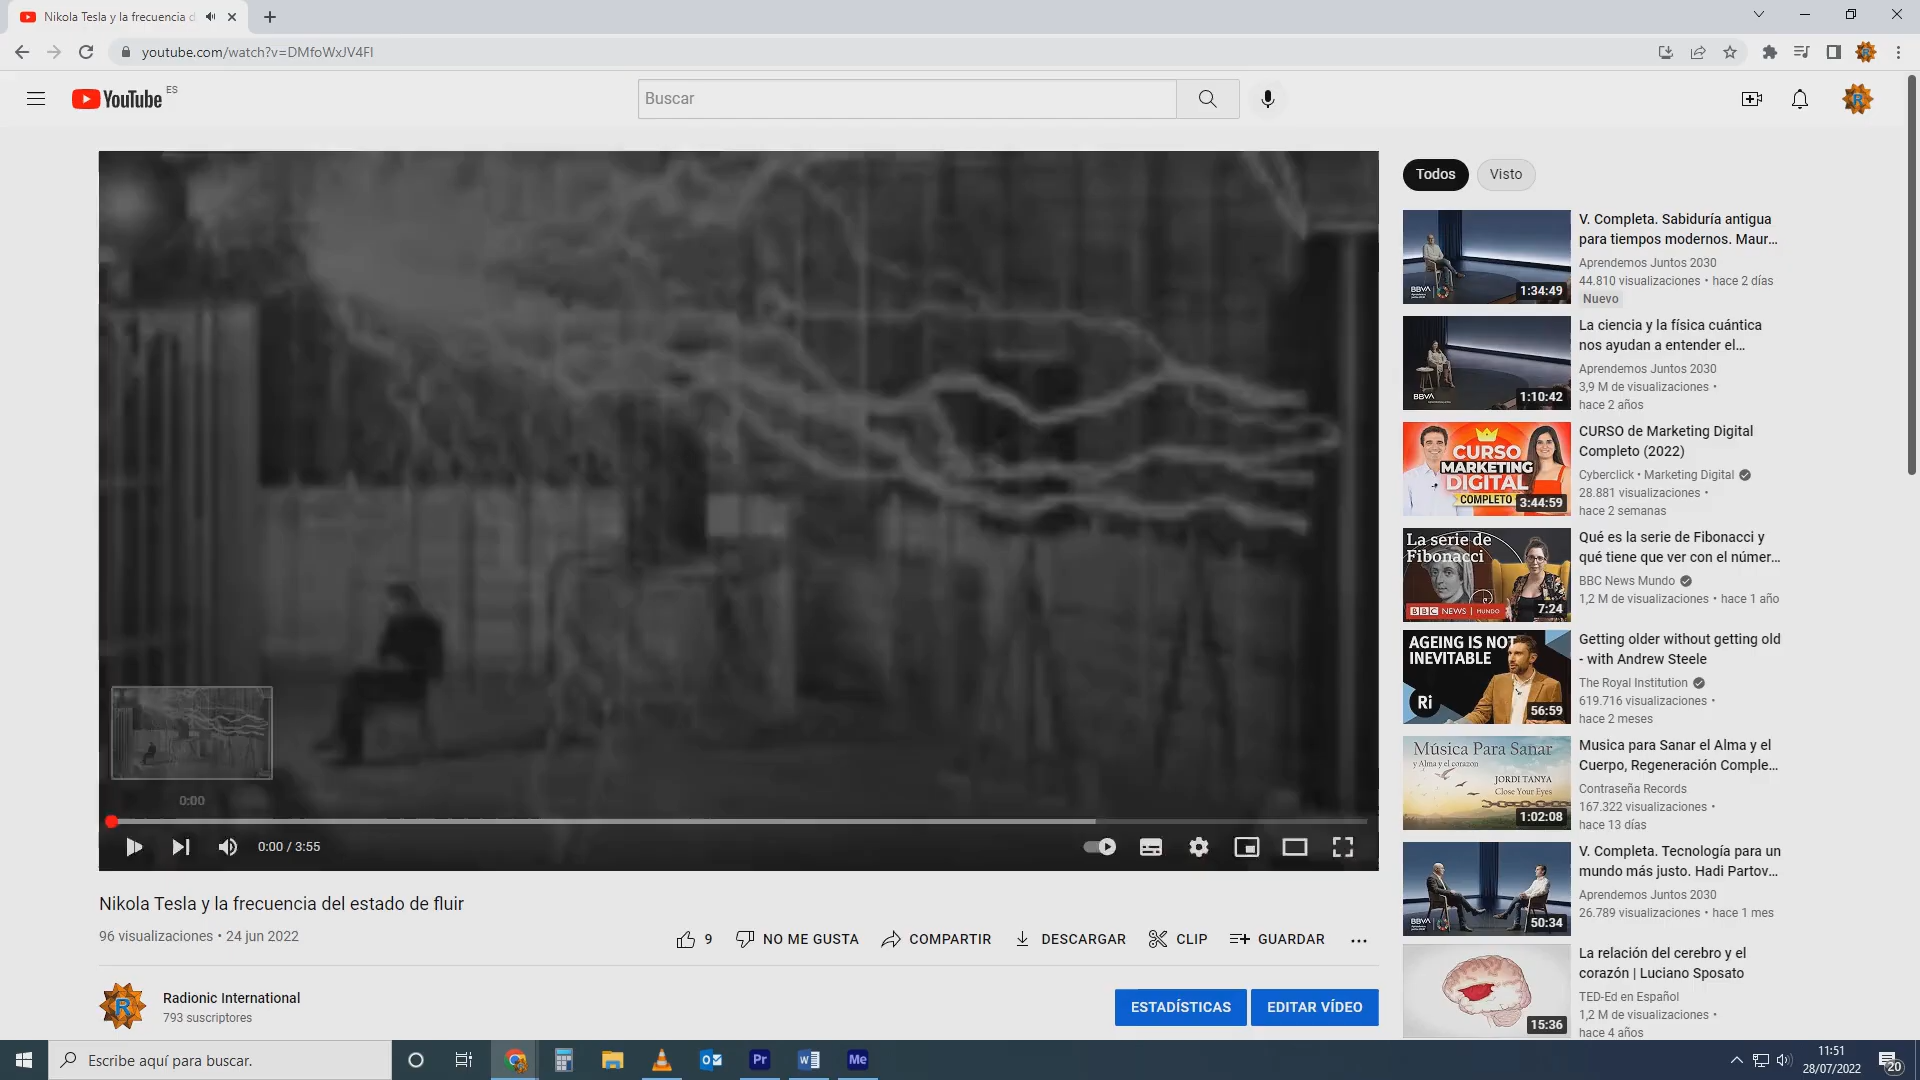 Nikola Tesla y la frecuencia d
youtube.com/watch?v=DMfoWxJV4FI
YouTube ES
Buscar
R
0:00
0:00 / 3:55
Nikola Tesla y la frecuencia del estado de fluir
96 visualizaciones • 24 jun 2022
9
NO ME GUSTA
COMPARTIR
DESCARGAR
CLIP
GUARDAR
R
Radionic International
793 suscriptores
ESTADÍSTICAS
EDITAR VÍDEO
Todos
Visto
BBVA
1:34:49
V. Completa. Sabiduría antigua
para tiempos modernos. Maur...
Aprendemos Juntos 2030
44.810 visualizaciones • hace 2 días
Nuevo
BBVA
1:10:42
La ciencia y la física cuántica
nos ayudan a entender el...
Aprendemos Juntos 2030
3,9 M de visualizaciones •
hace 2 años
CURSO
MARKETING
DIGITAL
COMPLETO
3:44:59
CURSO de Marketing Digital
Completo (2022)
Cyberclick • Marketing Digital
28.881 visualizaciones •
hace 2 semanas
La serie de
Fibonacci
BBC NEWS | MUNDO
7:24
Qué es la serie de Fibonacci y
qué tiene que ver con el númer...
BBC News Mundo
1,2 M de visualizaciones • hace 1 año
AGEING IS NOT
INEVITABLE
Ri
56:59
Getting older without getting old
- with Andrew Steele
The Royal Institution
619.716 visualizaciones •
hace 2 meses
Música Para Sanar
y Alma y el corazon
JORDI TANYA
Close Your Eyes
1:02:08
Musica para Sanar el Alma y el
Cuerpo, Regeneración Comple...
Contraseña Records
167.322 visualizaciones •
hace 13 días
BBVA
50:34
V. Completa. Tecnología para un
mundo más justo. Hadi Partov...
Aprendemos Juntos 2030
26.789 visualizaciones • hace 1 mes
15:36
La relación del cerebro y el
corazón | Luciano Sposato
TED-Ed en Español
1,2 M de visualizaciones •
hace 4 años
Escribe aquí para buscar.
Pr
Me
11:51
28/07/2022
20